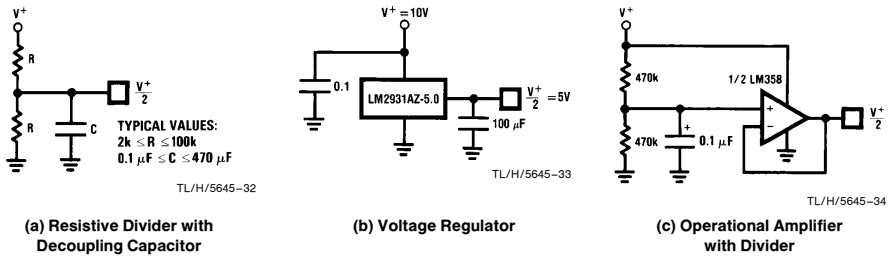 V+
R
R
C
V+
2
TYPICAL VALUES:
2k ≤ R ≤ 100k
0.1 μF ≤ C ≤ 470 μF
TL/H/5645–32
(a) Resistive Divider with
Decoupling Capacitor
V+ = 10V
0.1
LM2931AZ-5.0
V+
2
= 5V
100 μF
TL/H/5645–33
(b) Voltage Regulator
V+
470k
470k
1/2 LM358
+
−
+
0.1 μF
V+
2
TL/H/5645–34
(c) Operational Amplifier
with Divider